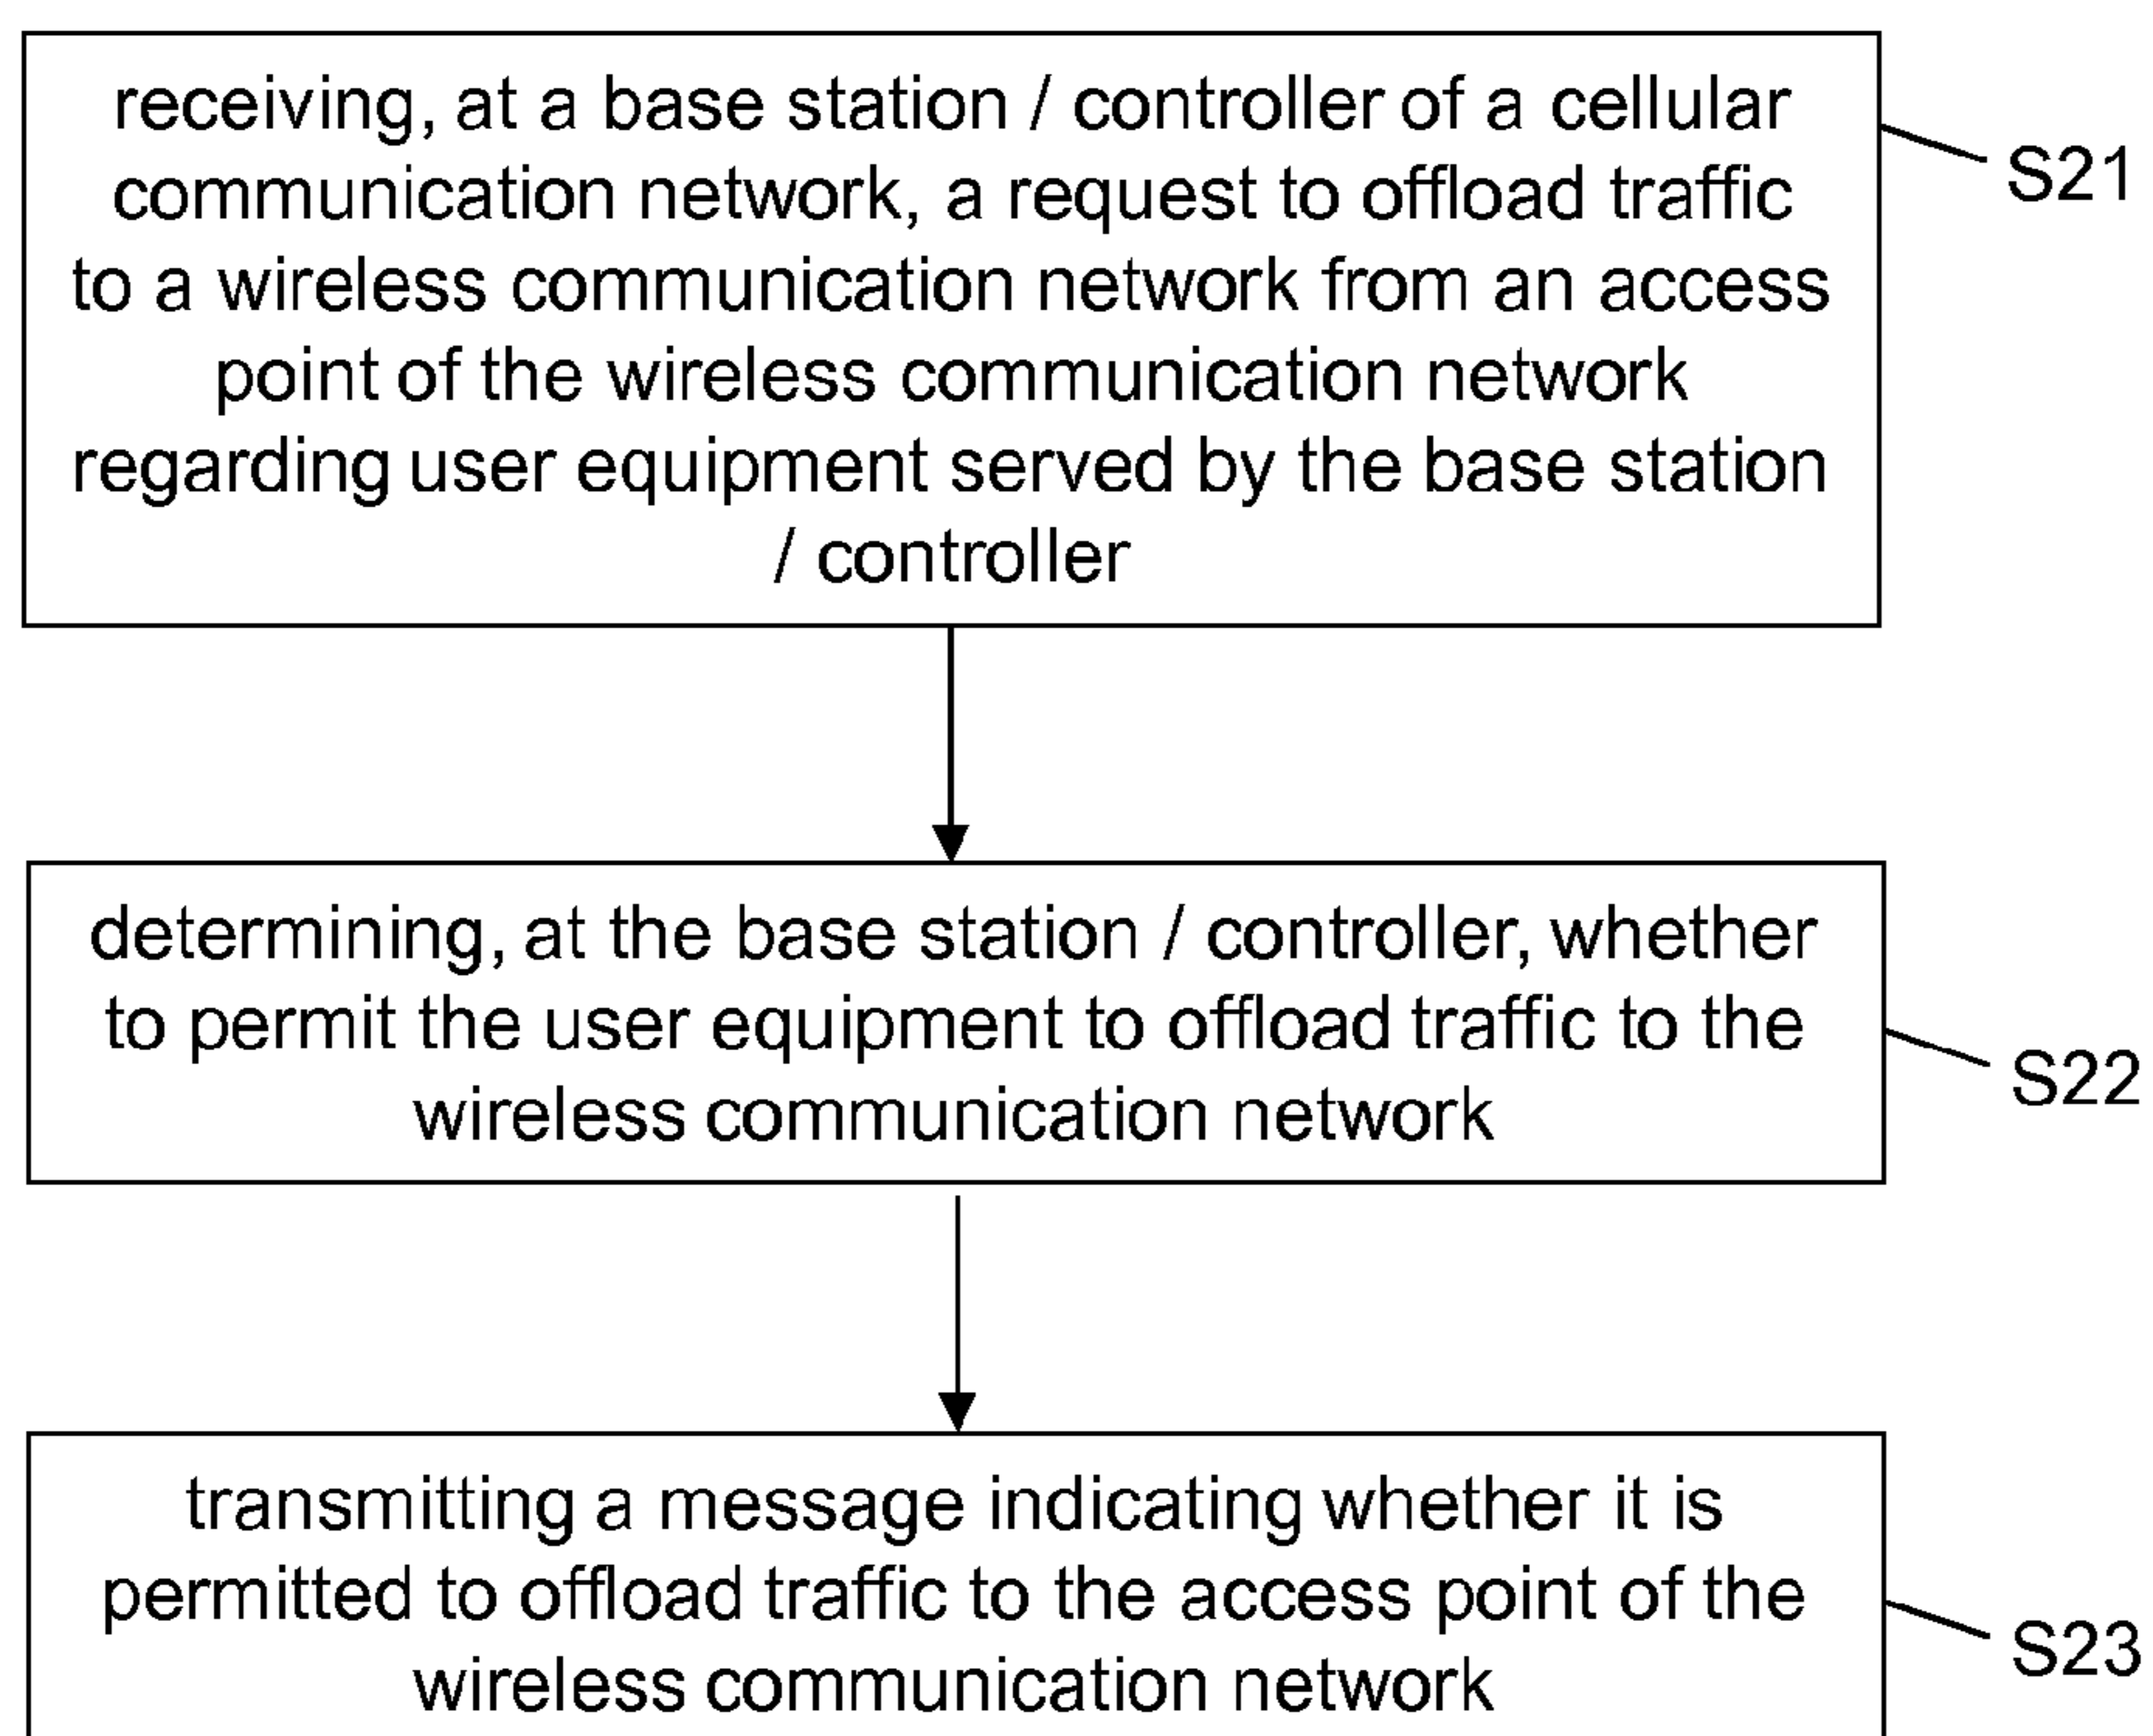 receiving, at a base station / controller of a cellular
communication network, a request to offload traffic
to a wireless communication network from an access
point of the wireless communication network
regarding user equipment served by the base station
/ controller
S21
determining, at the base station / controller, whether
to permit the user equipment to offload traffic to the
wireless communication network
S22
transmitting a message indicating whether it is
permitted to offload traffic to the access point of the
wireless communication network
S23